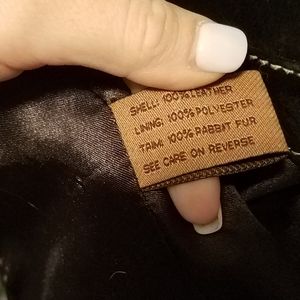 SHELL: 100% LEATHER
LINING: 100% POLYESTER
TRIM: 100% RABBIT FUR
SEE CARE ON REVERSE